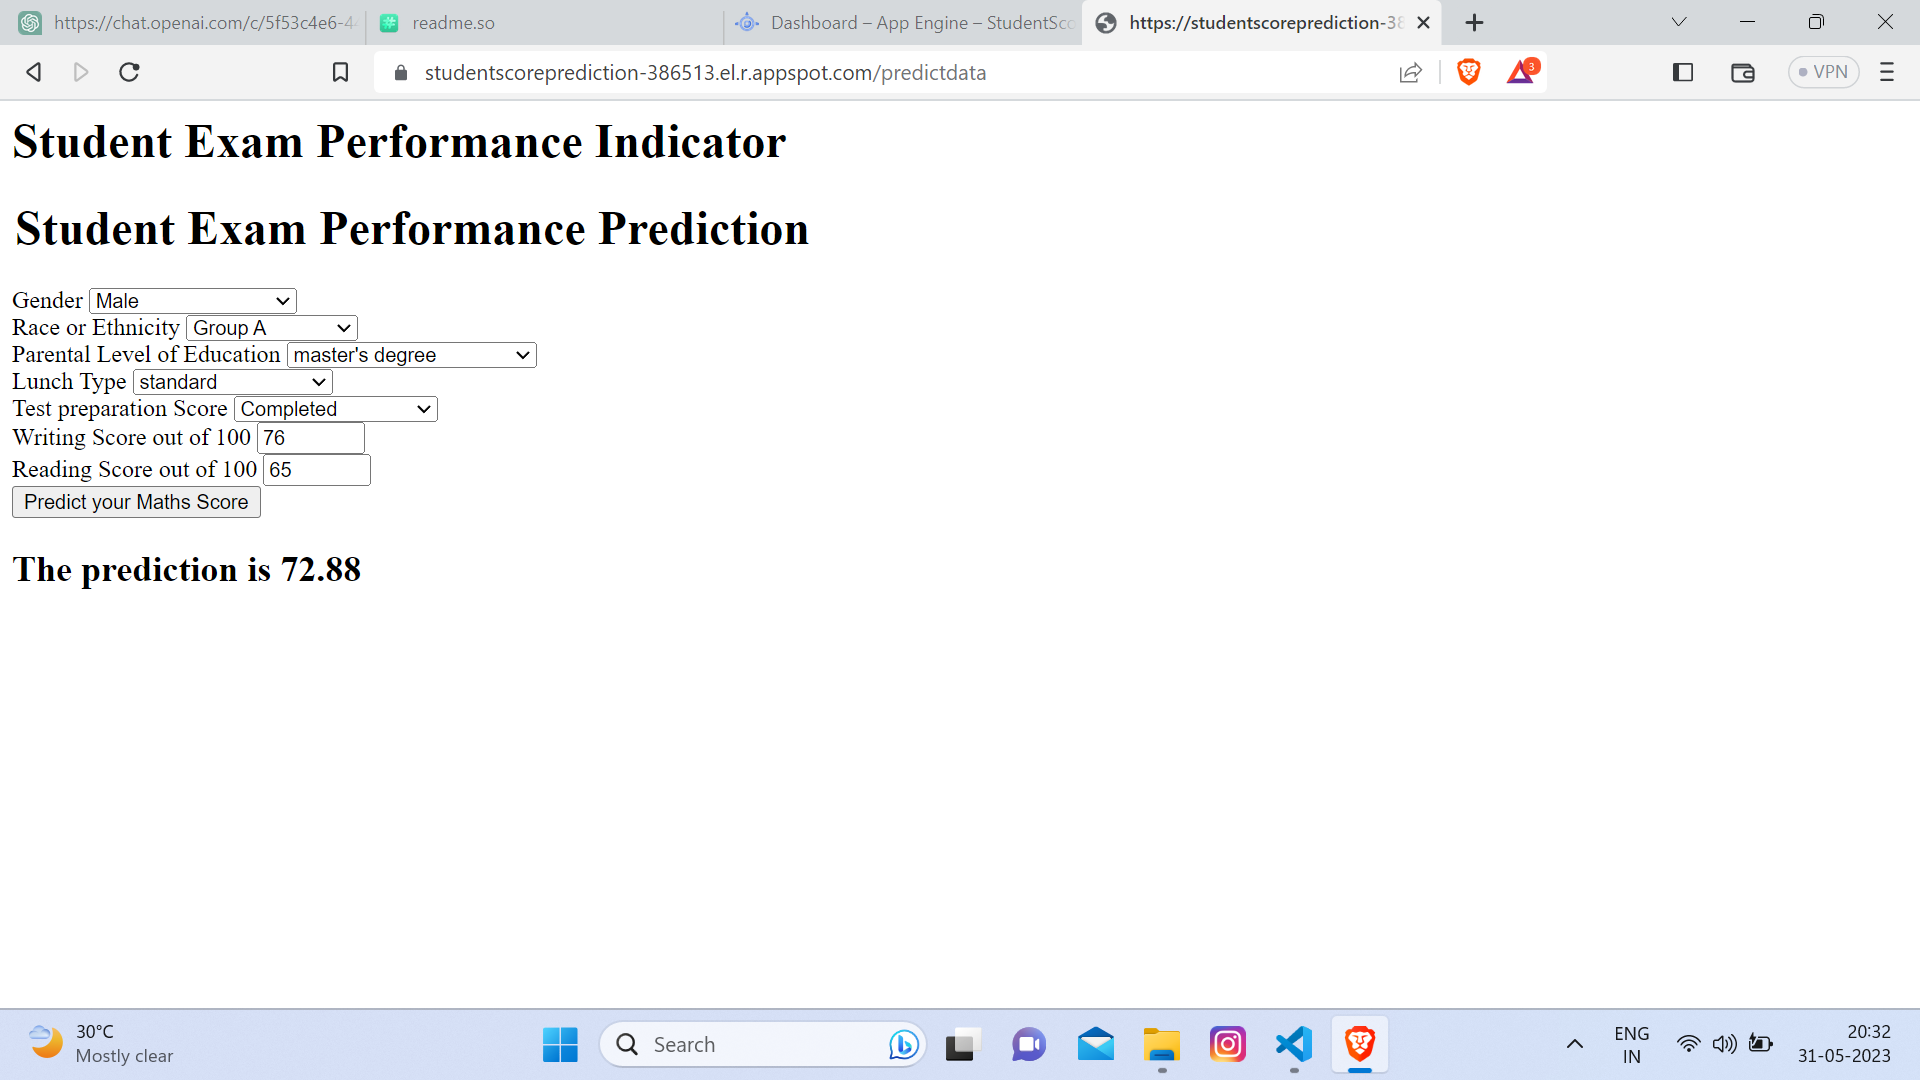 https://chat.openai.com/c/5f53c4e6-4 readme.so Dashboard – App Engine – StudentSco https://studentscoreprediction-38
studentscoreprediction-386513.el.r.appspot.com/predictdata 3 VPN
Student Exam Performance Indicator
Student Exam Performance Prediction
Gender Male
Race or Ethnicity Group A
Parental Level of Education master's degree
Lunch Type standard
Test preparation Score Completed
Writing Score out of 100 76
Reading Score out of 100 65
Predict your Maths Score
The prediction is 72.88
30°C
Mostly clear
Search
ENG
IN
20:32
31-05-2023